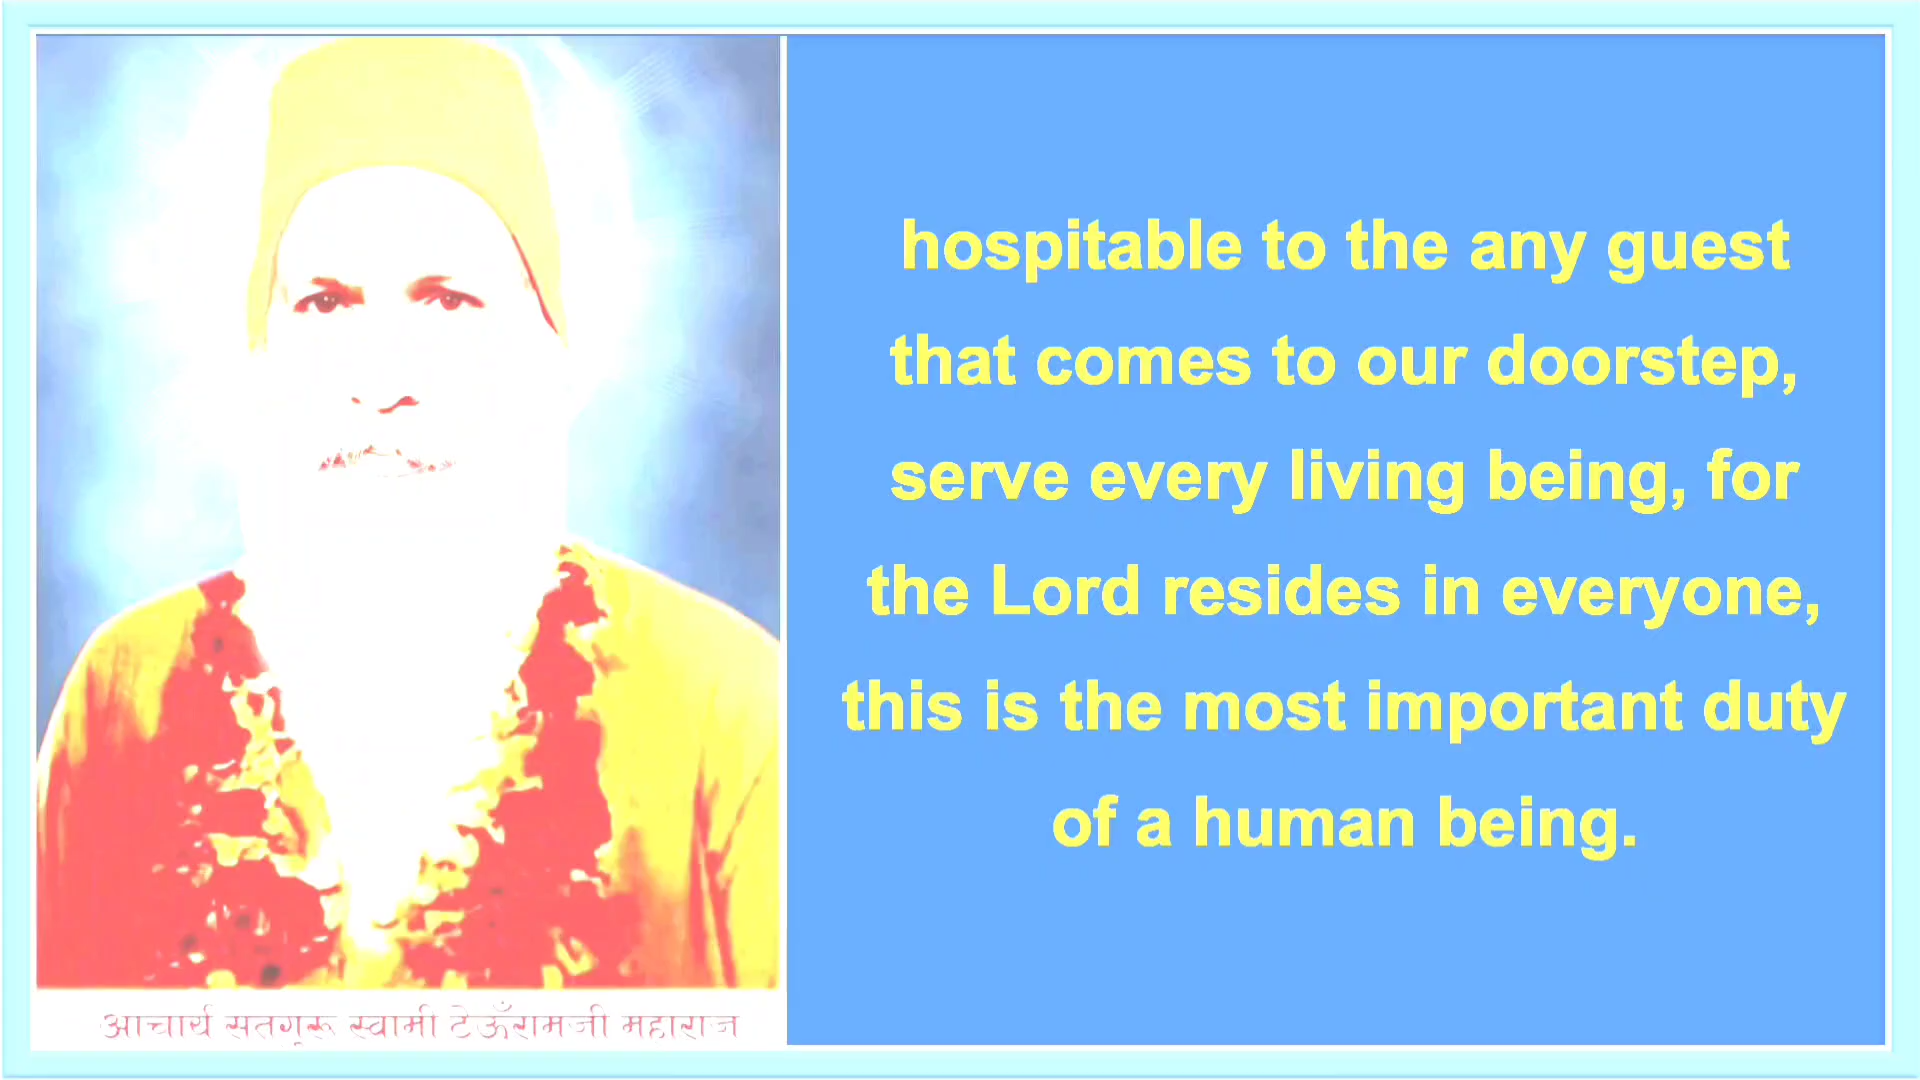 hospitable to the any guest
that comes to our doorstep,
serve every living being, for
the Lord resides in everyone,
this is the most important duty
of a human being.
आचार्य सतगुरू स्वामी टेऊँरामजी महाराज